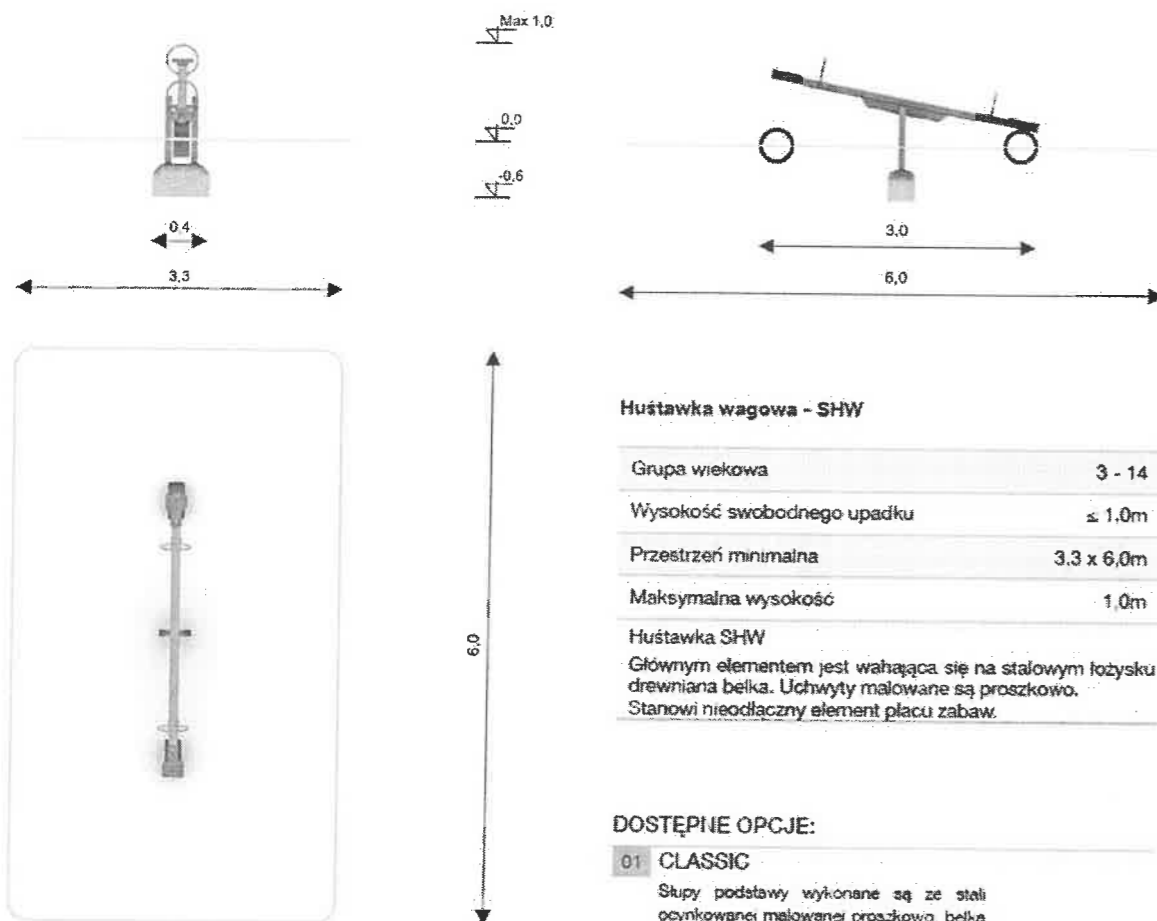 Max 1,0
0,0
-0,6
0,4
3,3
3,0
6,0
6,0
Huśtawka wagowa - SHW
Grupa wiekowa 3 - 14
Wysokość swobodnego upadku ≤ 1,0m
Przestrzeń minimalna 3,3 x 6,0m
Maksymalna wysokość 1,0m
Huśtawka SHW
Głównym elementem jest wahająca się na stalowym łożysku
drewniana belka. Uchwyty malowane są proszkowo.
Stanowi nieodłączny element placu zabaw.
DOSTĘPNE OPCJE:
01 CLASSIC
Słupy podstawy wykonane są ze stali
ocynkowanej malowanej proszkowo, belka